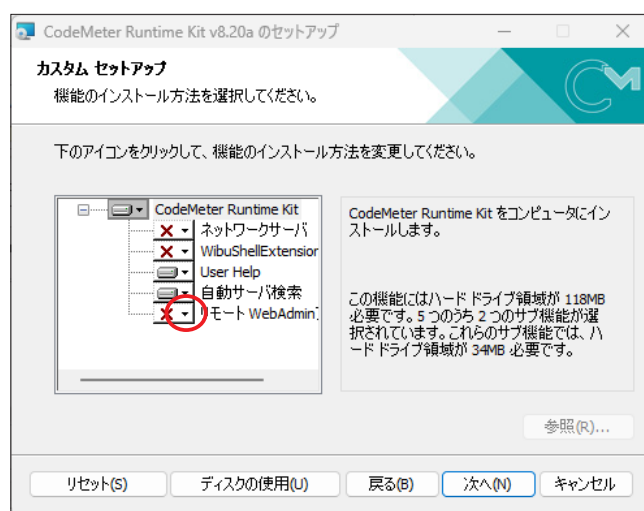 CodeMeter Runtime Kit v8.20a のセットアップ
カスタム セットアップ
機能のインストール方法を選択してください。
下のアイコンをクリックして、機能のインストール方法を変更してください。
CodeMeter Runtime Kit
ネットワークサーバ
WibuShellExtension
User Help
自動サーバ検索
リモート WebAdmin
CodeMeter Runtime Kit をコンピュータにイン
ストールします。
この機能にはハード ドライブ領域が 118MB
必要です。5 つのうち 2 つのサブ機能が選
択されています。これらのサブ機能では、ハ
ード ドライブ領域が 34MB 必要です。
参照(R)...
リセット(S) ディスクの使用(U) 戻る(B) 次へ(N) キャンセル